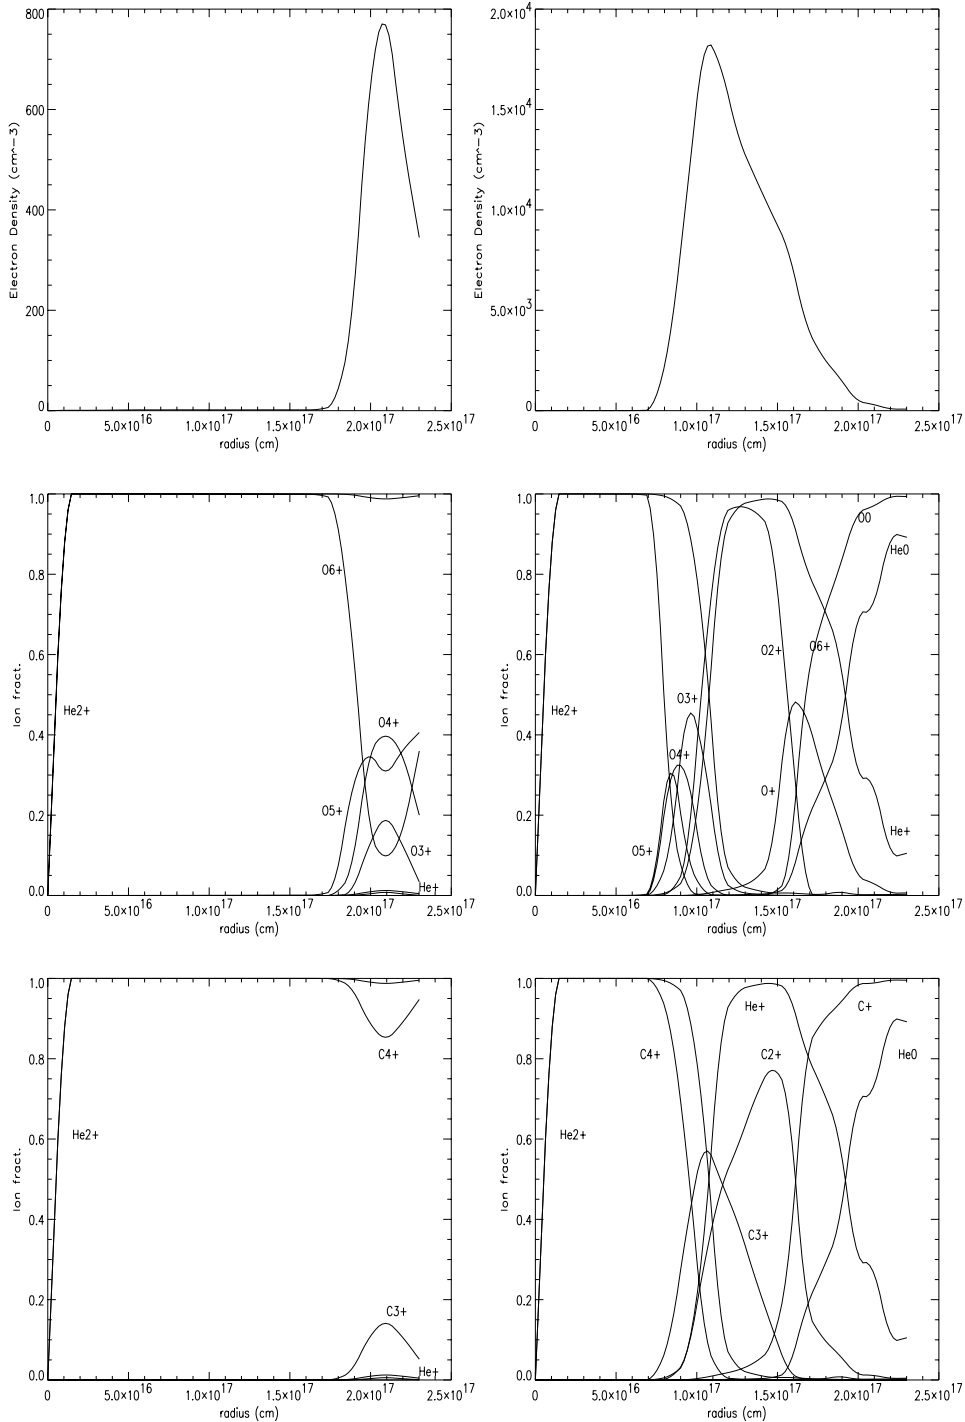 800
600
400
200
0
Electron Density (cm^-3)
0
5.0×10^16
1.0×10^17
1.5×10^17
2.0×10^17
2.5×10^17
radius (cm)
2.0×10^4
1.5×10^4
1.0×10^4
5.0×10^3
0
Electron Density (cm^-3)
0
5.0×10^16
1.0×10^17
1.5×10^17
2.0×10^17
2.5×10^17
radius (cm)
1.0
0.8
0.6
0.4
0.2
0.0
Ion fract.
O6+
He2+
O4+
O5+
O3+
He+
0
5.0×10^16
1.0×10^17
1.5×10^17
2.0×10^17
2.5×10^17
radius (cm)
1.0
0.8
0.6
0.4
0.2
0.0
Ion fract.
O0
He0
O2+
O6+
O3+
He2+
O4+
O+
He+
O5+
0
5.0×10^16
1.0×10^17
1.5×10^17
2.0×10^17
2.5×10^17
radius (cm)
1.0
0.8
0.6
0.4
0.2
0.0
Ion fract.
C4+
He2+
C3+
He+
0
5.0×10^16
1.0×10^17
1.5×10^17
2.0×10^17
2.5×10^17
radius (cm)
1.0
0.8
0.6
0.4
0.2
0.0
Ion fract.
He+
C+
C4+
C2+
He0
He2+
C3+
0
5.0×10^16
1.0×10^17
1.5×10^17
2.0×10^17
2.5×10^17
radius (cm)